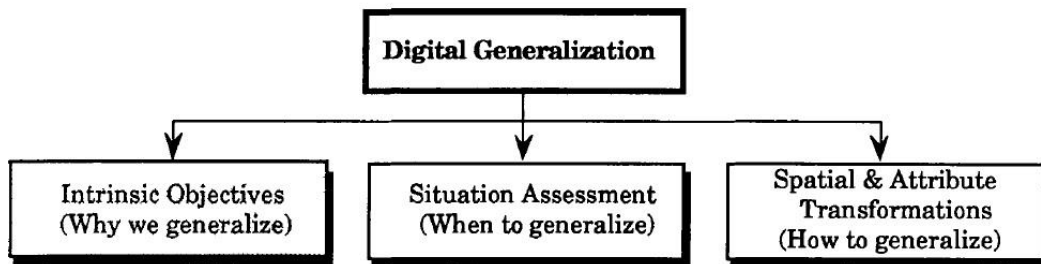 Digital Generalization
Intrinsic Objectives
(Why we generalize)
Situation Assessment
(When to generalize)
Spatial & Attribute
Transformations
(How to generalize)